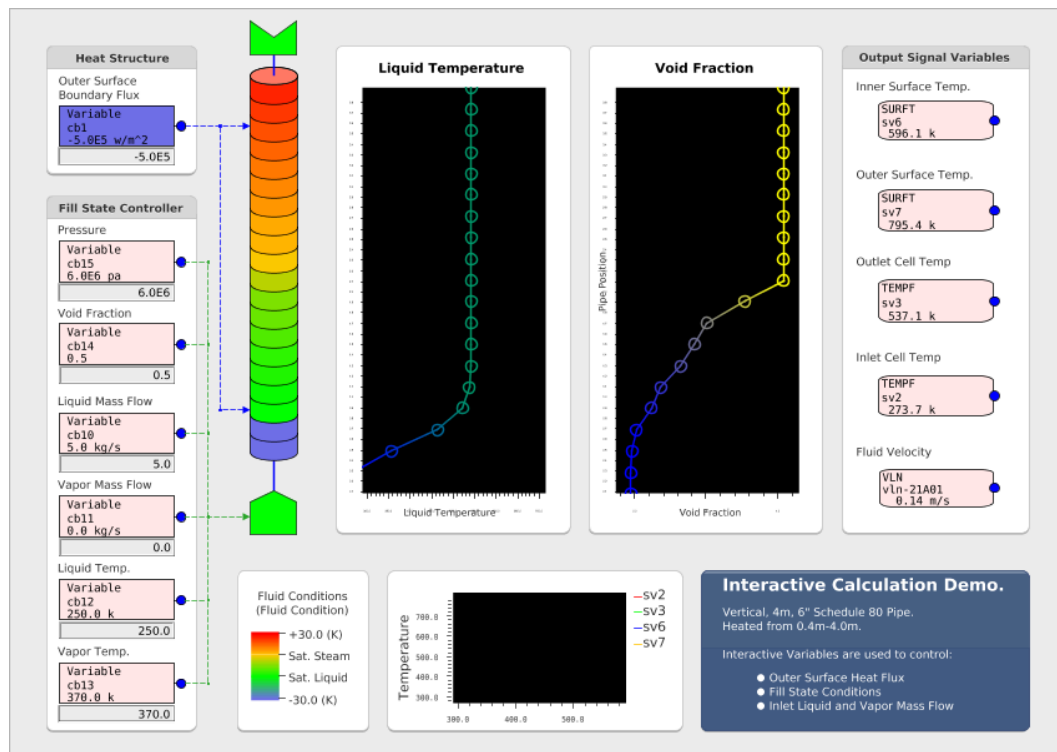 Heat Structure
Outer Surface
Boundary Flux
Variable
cb1
-5.0E5 w/m^2
-5.0E5
Fill State Controller
Pressure
Variable
cb15
6.0E6 pa
6.0E6
Void Fraction
Variable
cb14
0.5
0.5
Liquid Mass Flow
Variable
cb10
5.0 kg/s
5.0
Vapor Mass Flow
Variable
cb11
0.0 kg/s
0.0
Liquid Temp.
Variable
cb12
250.0 k
250.0
Vapor Temp.
Variable
cb13
370.0 k
370.0
Liquid Temperature
Liquid Temperature
Void Fraction
Pipe Position.
Void Fraction
Output Signal Variables
Inner Surface Temp.
SURFT
sv6
596.1 k
Outer Surface Temp.
SURFT
sv7
795.4 k
Outlet Cell Temp
TEMPF
sv3
537.1 k
Inlet Cell Temp
TEMPF
sv2
273.7 k
Fluid Velocity
VLN
vln-21A01
0.14 m/s
Fluid Conditions
(Fluid Condition)
+30.0 (K)
Sat. Steam
Sat. Liquid
-30.0 (K)
Temperature
700.0
600.0
500.0
400.0
300.0
300.0 400.0 500.0
sv2
sv3
sv6
sv7
Interactive Calculation Demo.
Vertical, 4m, 6" Schedule 80 Pipe.
Heated from 0.4m-4.0m.
Interactive Variables are used to control:
● Outer Surface Heat Flux
● Fill State Conditions
● Inlet Liquid and Vapor Mass Flow